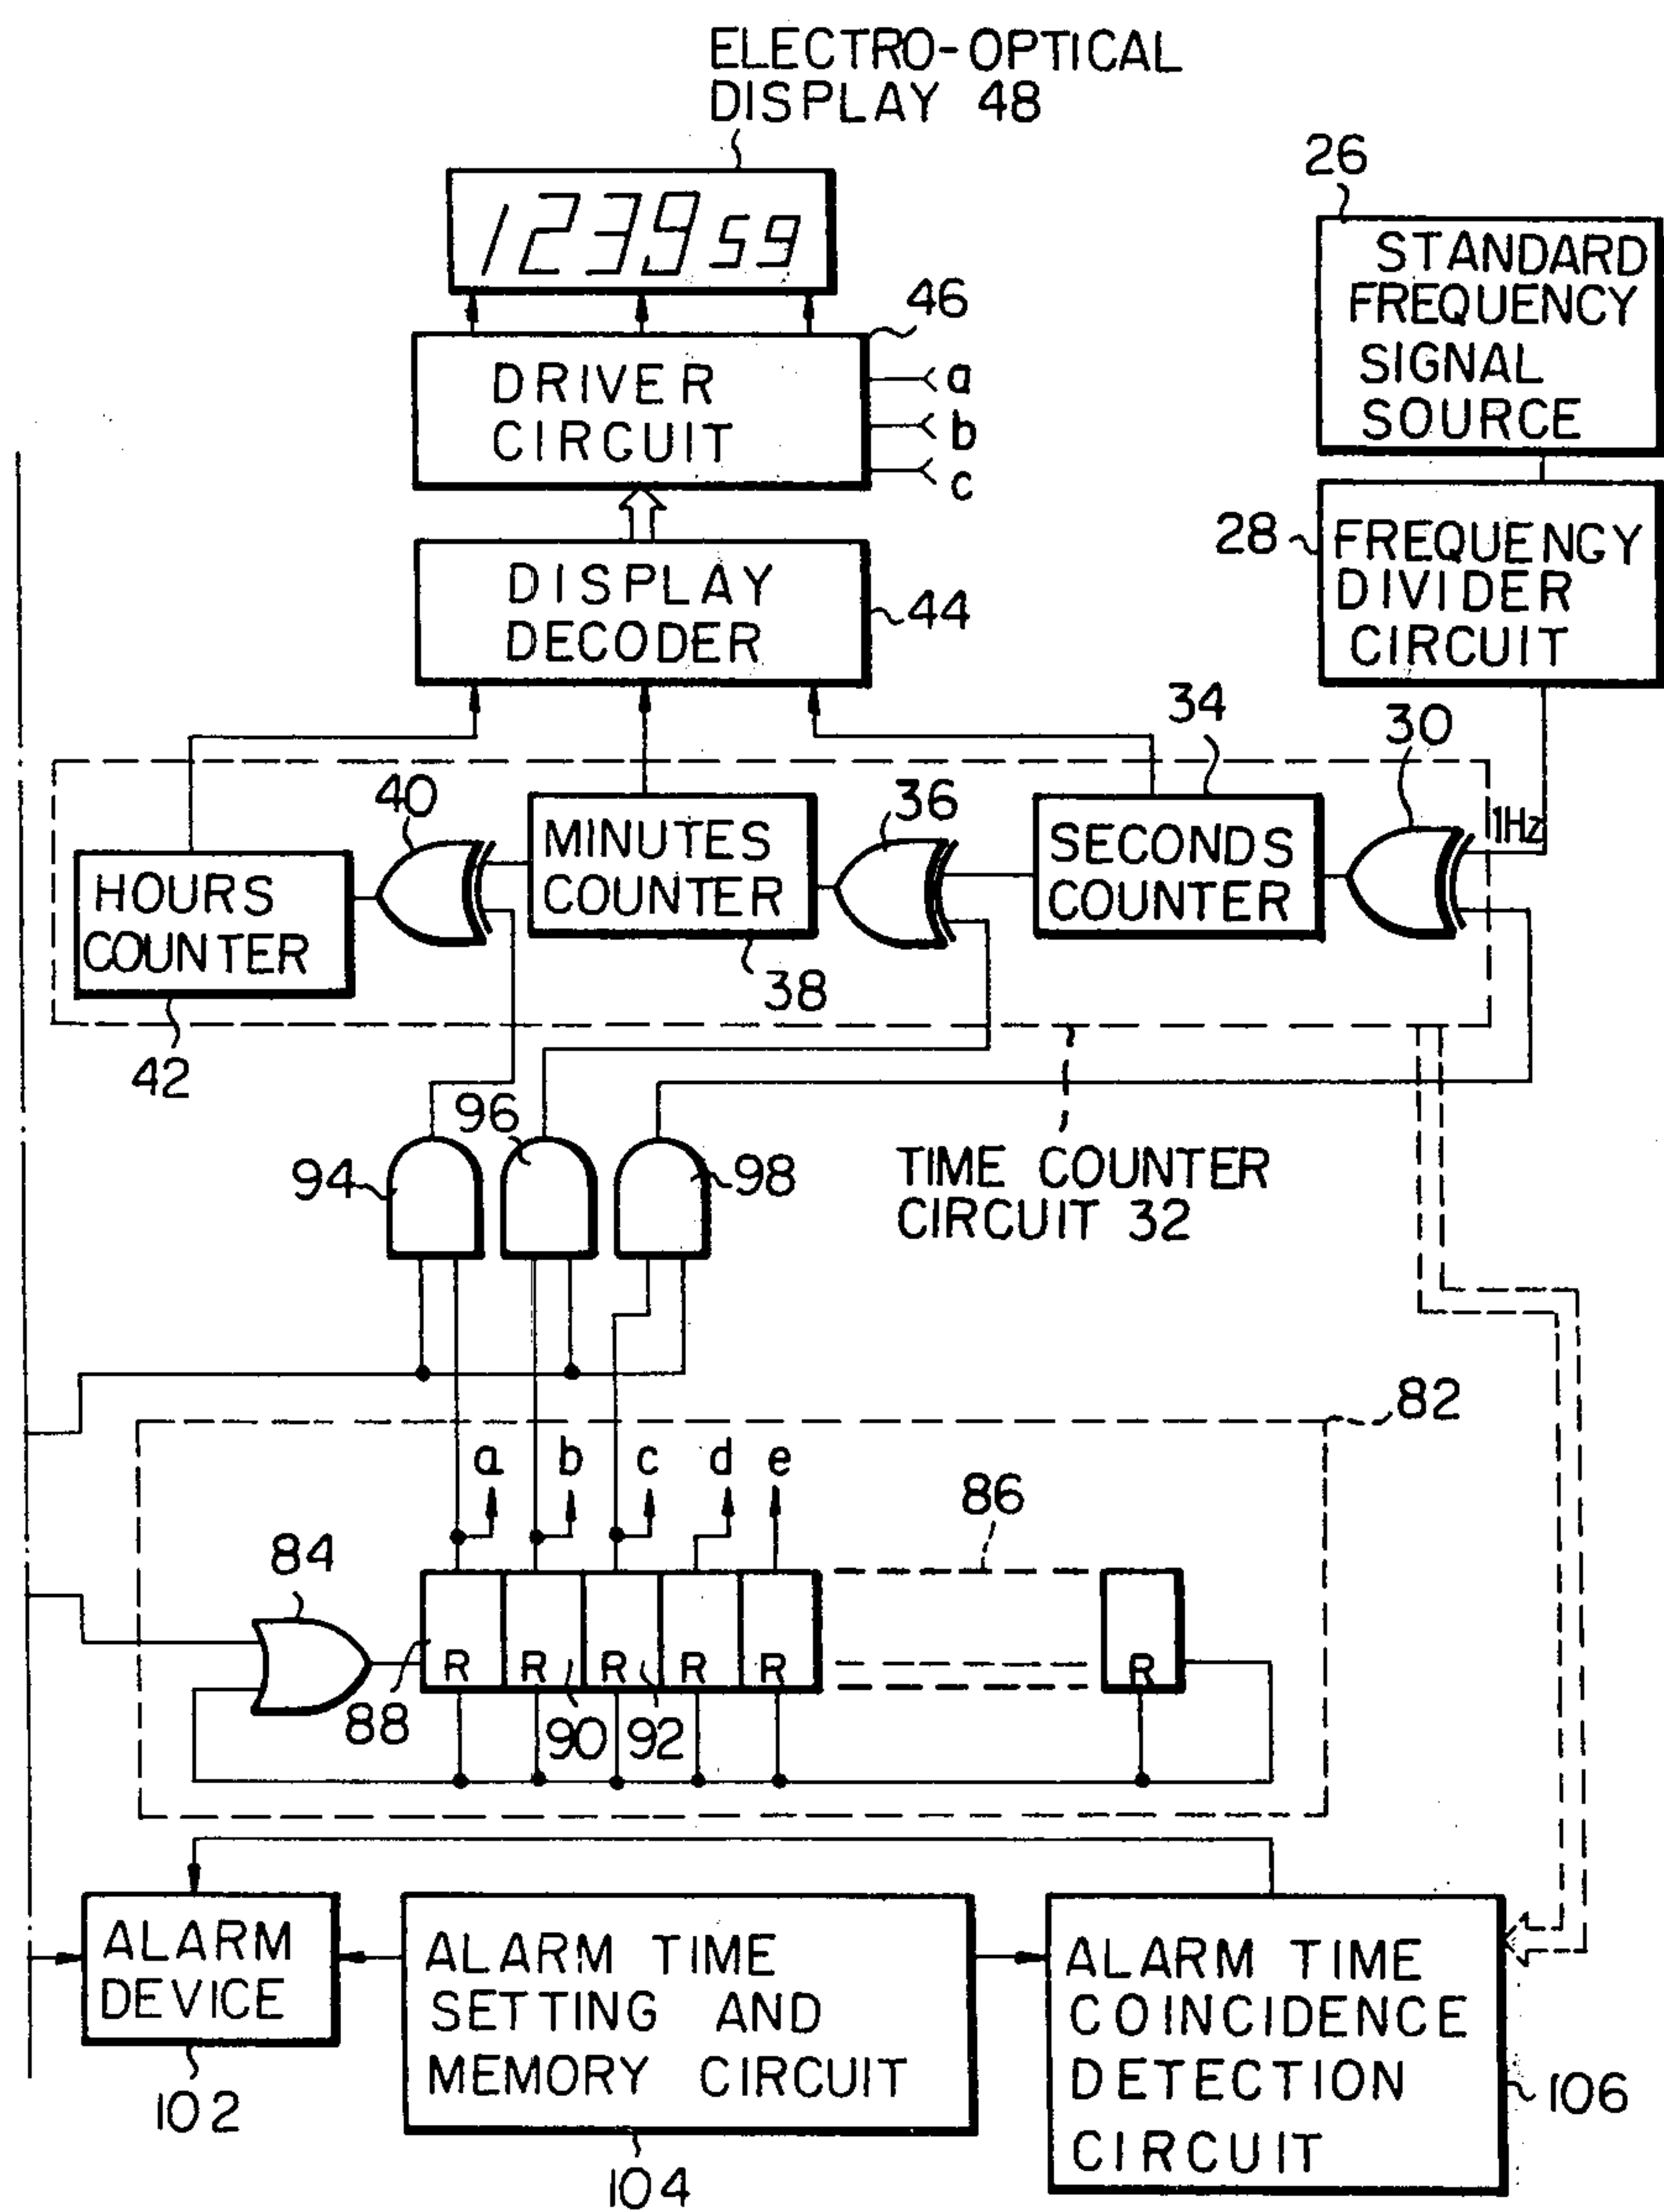 ELECTRO-OPTICAL
DISPLAY 48
1239 59
26
STANDARD
FREQUENCY
SIGNAL
SOURCE
46
DRIVER
CIRCUIT
a
b
c
28
FREQUENCY
DIVIDER
CIRCUIT
DISPLAY
DECODER
44
34
30
40
36
1Hz
MINUTES
COUNTER
SECONDS
COUNTER
HOURS
COUNTER
38
42
96
94
98
TIME COUNTER
CIRCUIT 32
82
a
b
c
d
e
86
84
R
R
R
R
R
R
88
90
92
ALARM
DEVICE
102
ALARM TIME
SETTING AND
MEMORY CIRCUIT
104
ALARM TIME
COINCIDENCE
DETECTION
CIRCUIT
106